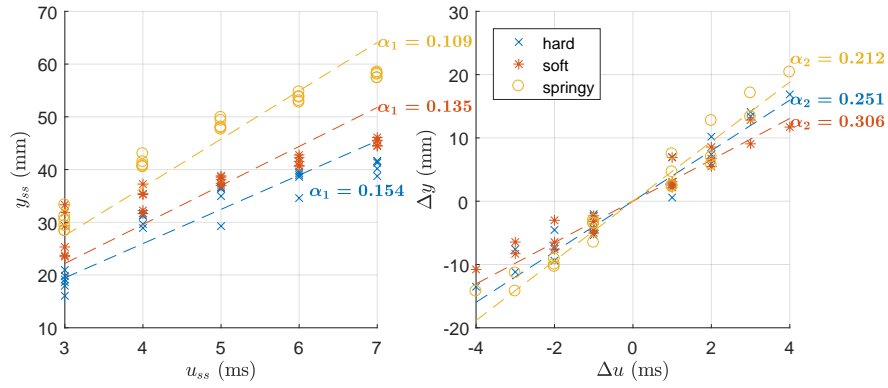 60
50
40
30
20
10
70
y_ss (mm)
3
4
5
6
7
u_ss (ms)
α₁ = 0.109
α₁ = 0.135
α₁ = 0.154
30
20
10
0
-10
-20
Δy (mm)
-4
-2
0
2
4
Δu (ms)
hard
soft
springy
α₂ = 0.212
α₂ = 0.251
α₂ = 0.306